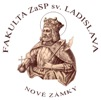 FAKULTA ZaSP sv. LADISLAVA
NOVÉ ZÁMKY